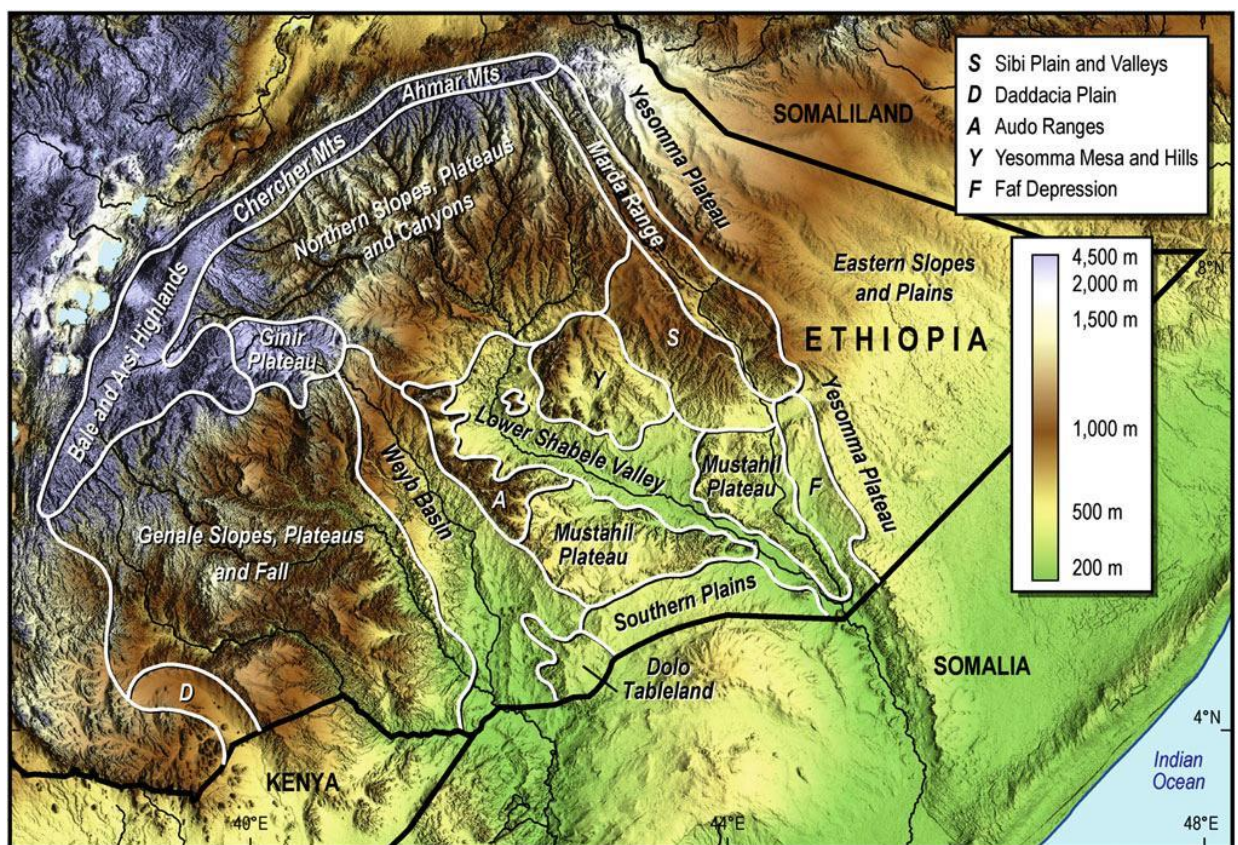 S Sibi Plain and Valleys
D Daddacia Plain
A Audo Ranges
Y Yesomma Mesa and Hills
F Faf Depression
4,500 m
2,000 m
1,500 m
1,000 m
500 m
200 m
Ahmar Mts
Chercher Mts
Bale and Arsi Highlands
Northern Slopes, Plateaus
and Canyons
Marda Range
Yesomma Plateau
SOMALILAND
Eastern Slopes
and Plains
ETHIOPIA
8°N
Ginir
Plateau
S
Y
Lower Shabele Valley
Weyb Basin
A
Mustahil
Plateau
F
Yesomma Plateau
Mustahil
Plateau
Genale Slopes, Plateaus
and Fall
Southern Plains
Dolo
Tableland
SOMALIA
D
KENYA
4°N
Indian
Ocean
40°E
44°E
48°E